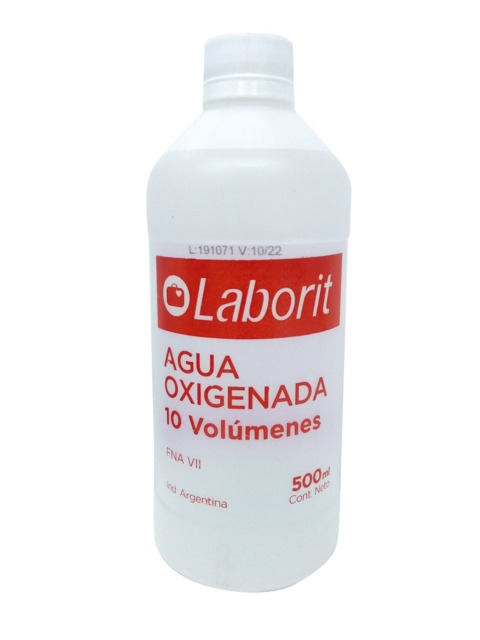 L:191071 V:10/22
Laborit
AGUA
OXIGENADA
10 Volúmenes
FNA VII
500ml
Cont. Neto
Ind. Argentina